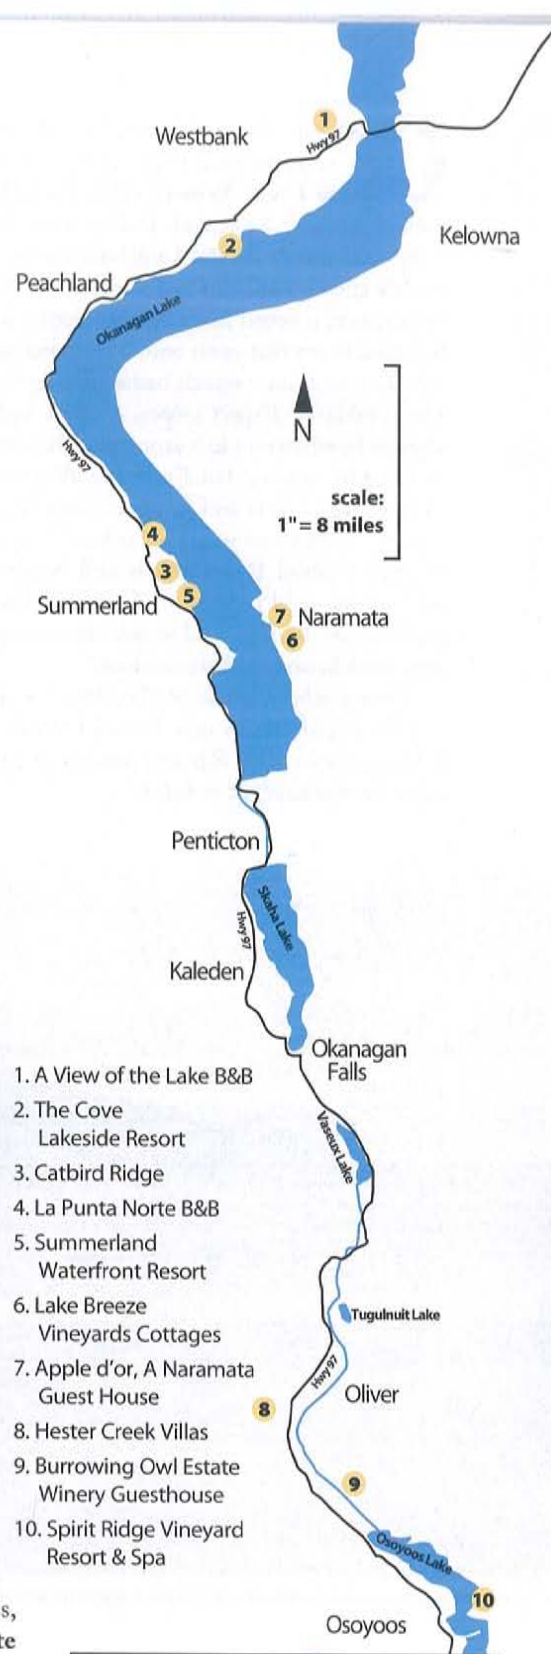 1
Westbank
Hwy 97
2
Kelowna
Peachland
Okanagan Lake
N
Hwy 97
scale:
1"= 8 miles
4
3
5
Summerland
7
Naramata
6
Penticton
Skaha Lake
Hwy 97
Kaleden
Okanagan
Falls
1. A View of the Lake B&B
2. The Cove
Lakeside Resort
3. Catbird Ridge
4. La Punta Norte B&B
5. Summerland
Waterfront Resort
6. Lake Breeze
Vineyards Cottages
7. Apple d'or, A Naramata
Guest House
8. Hester Creek Villas
9. Burrowing Owl Estate
Winery Guesthouse
10. Spirit Ridge Vineyard
Resort & Spa
Vaseux Lake
Tugulnuit Lake
Hwy 97
Oliver
8
9
Osoyoos Lake
10
Osoyoos
s,
te